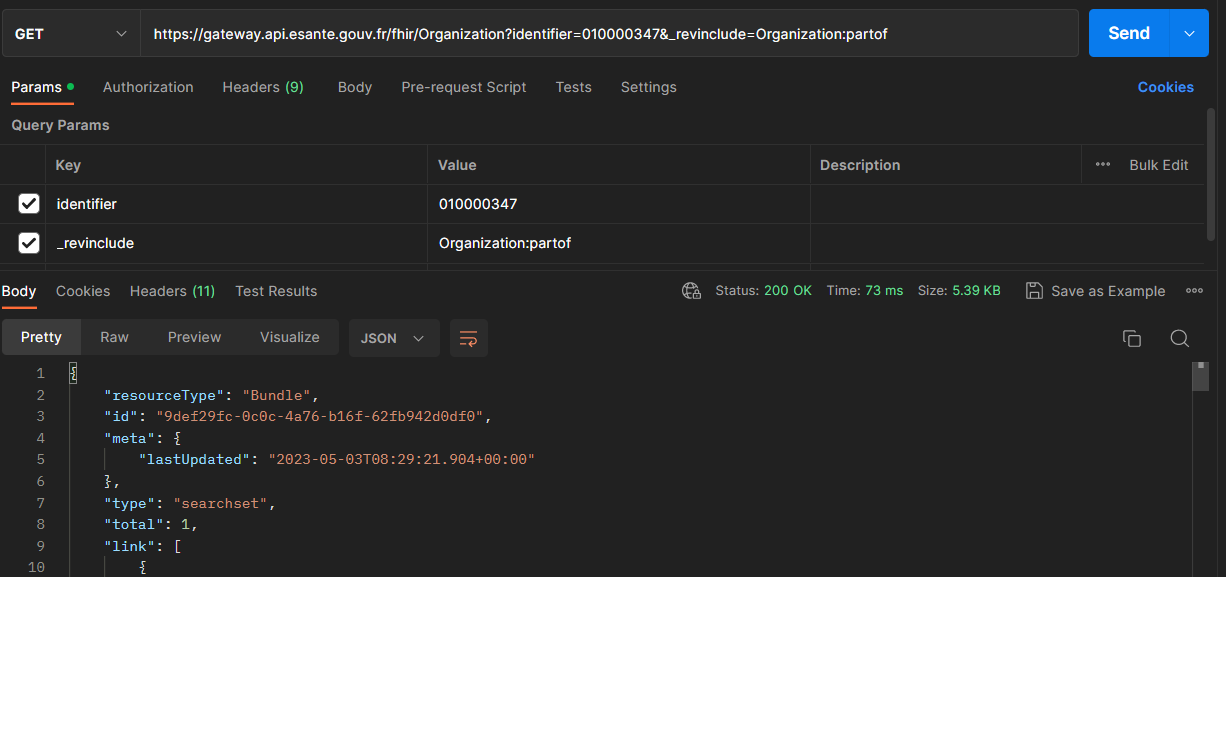 GET https://gateway.api.esante.gouv.fr/fhir/Organization?identifier=010000347&_revinclude=Organization:partof Send
Params Authorization Headers (9) Body Pre-request Script Tests Settings Cookies
Query Params
Key Value Description Bulk Edit
identifier 010000347
_revinclude Organization:partof
Body Cookies Headers (11) Test Results Status: 200 OK Time: 73 ms Size: 5.39 KB Save as Example
Pretty Raw Preview Visualize JSON
1 {
2 "resourceType": "Bundle",
3 "id": "9def29fc-0c0c-4a76-b16f-62fb942d0df0",
4 "meta": {
5 "lastUpdated": "2023-05-03T08:29:21.904+00:00"
6 },
7 "type": "searchset",
8 "total": 1,
9 "link": [
10 {